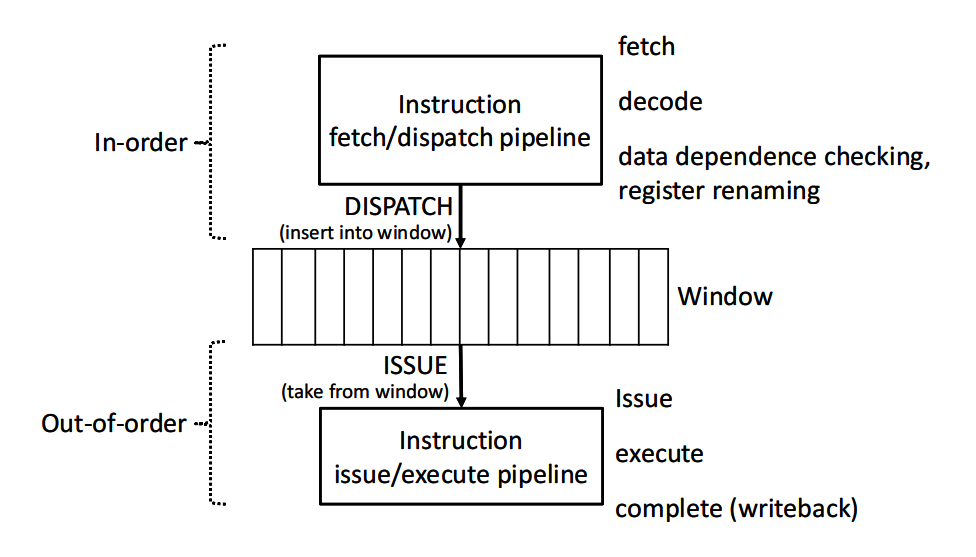 fetch
Instruction
fetch/dispatch pipeline
decode
In-order
data dependence checking,
register renaming
DISPATCH
(insert into window)
Window
ISSUE
(take from window)
Issue
Out-of-order
Instruction
issue/execute pipeline
execute
complete (writeback)